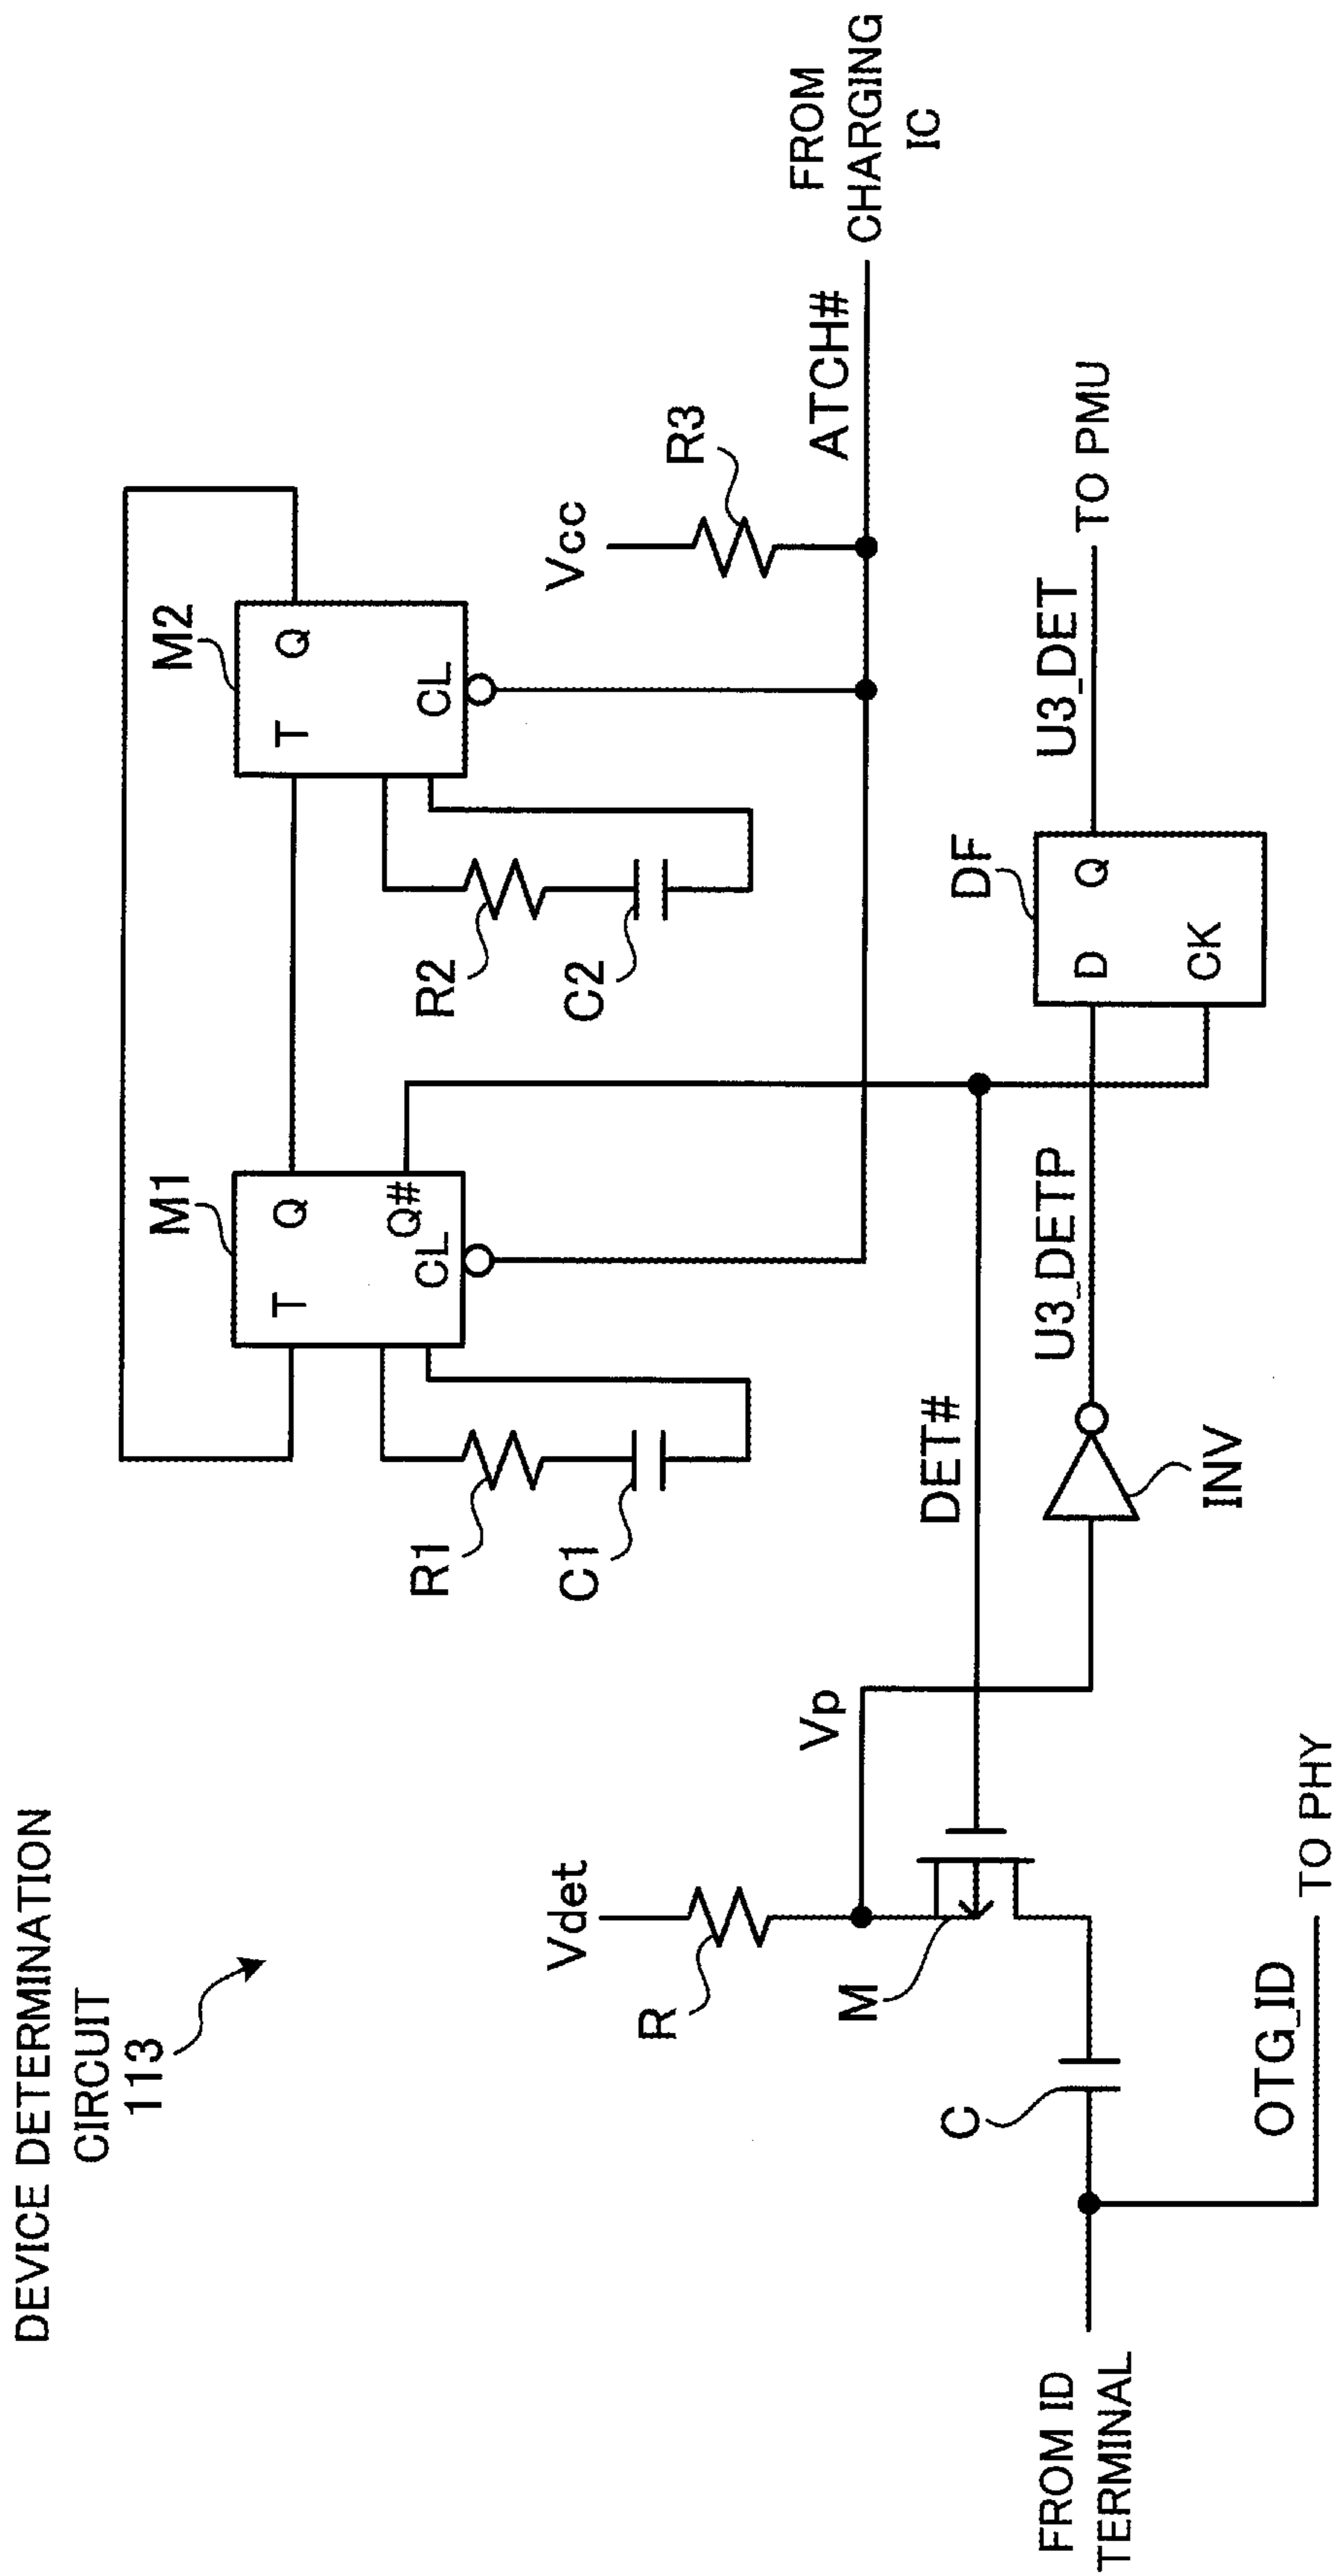 DEVICE DETERMINATION
CIRCUIT
113
M1
T
Q
Q#
CL
R1
C1
M2
T
Q
CL
R2
C2
Vcc
R3
ATCH#
FROM
CHARGING
IC
Vdet
R
Vp
M
DET#
C
FROM ID
TERMINAL
OTG_ID
TO PHY
INV
U3_DETP
DF
D
Q
CK
U3_DET
TO PMU